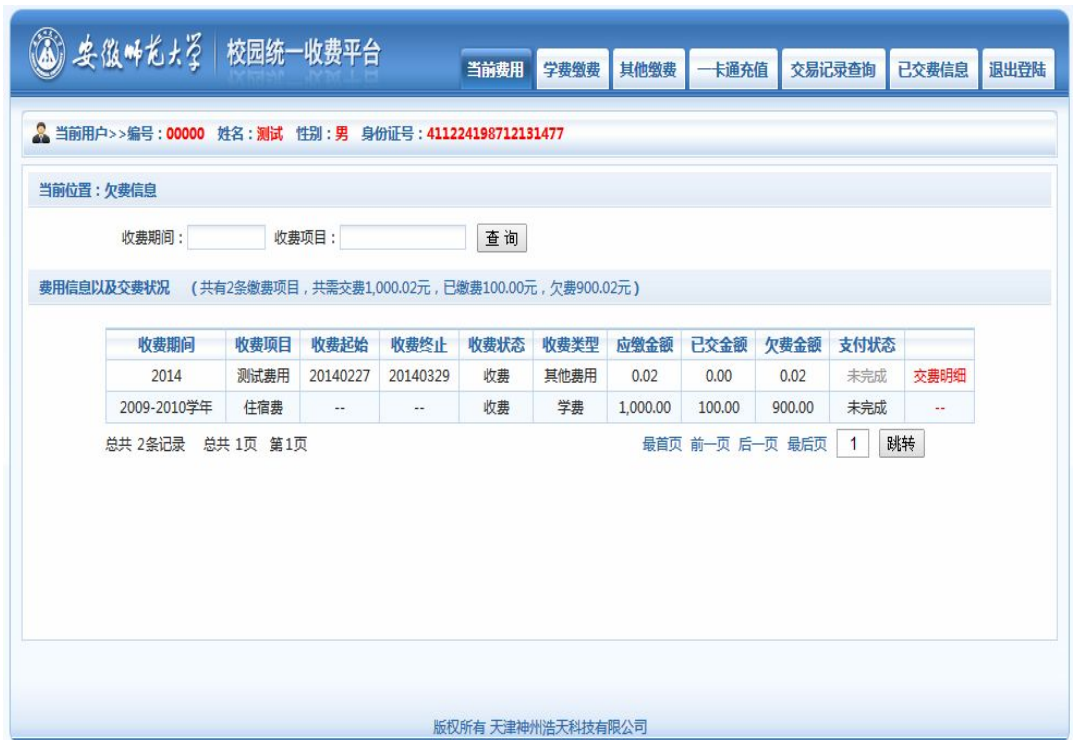 安徽师范大学 校园统一收费平台
当前费用 学费缴费 其他缴费 一卡通充值 交易记录查询 已交费信息 退出登陆
当前用户>>编号：00000 姓名：测试 性别：男 身份证号：411224198712131477
当前位置：欠费信息
收费期间： 收费项目： 查 询
费用信息以及交费状况 （共有2条缴费项目，共需交费1,000.02元，已缴费100.00元，欠费900.02元）
收费期间 收费项目 收费起始 收费终止 收费状态 收费类型 应缴金额 已交金额 欠费金额 支付状态
2014 测试费用 20140227 20140329 收费 其他费用 0.02 0.00 0.02 未完成 交费明细
2009-2010学年 住宿费 -- -- 收费 学费 1,000.00 100.00 900.00 未完成 --
总共 2条记录 总共 1页 第1页 最首页 前一页 后一页 最后页 1 跳转
版权所有 天津神州浩天科技有限公司